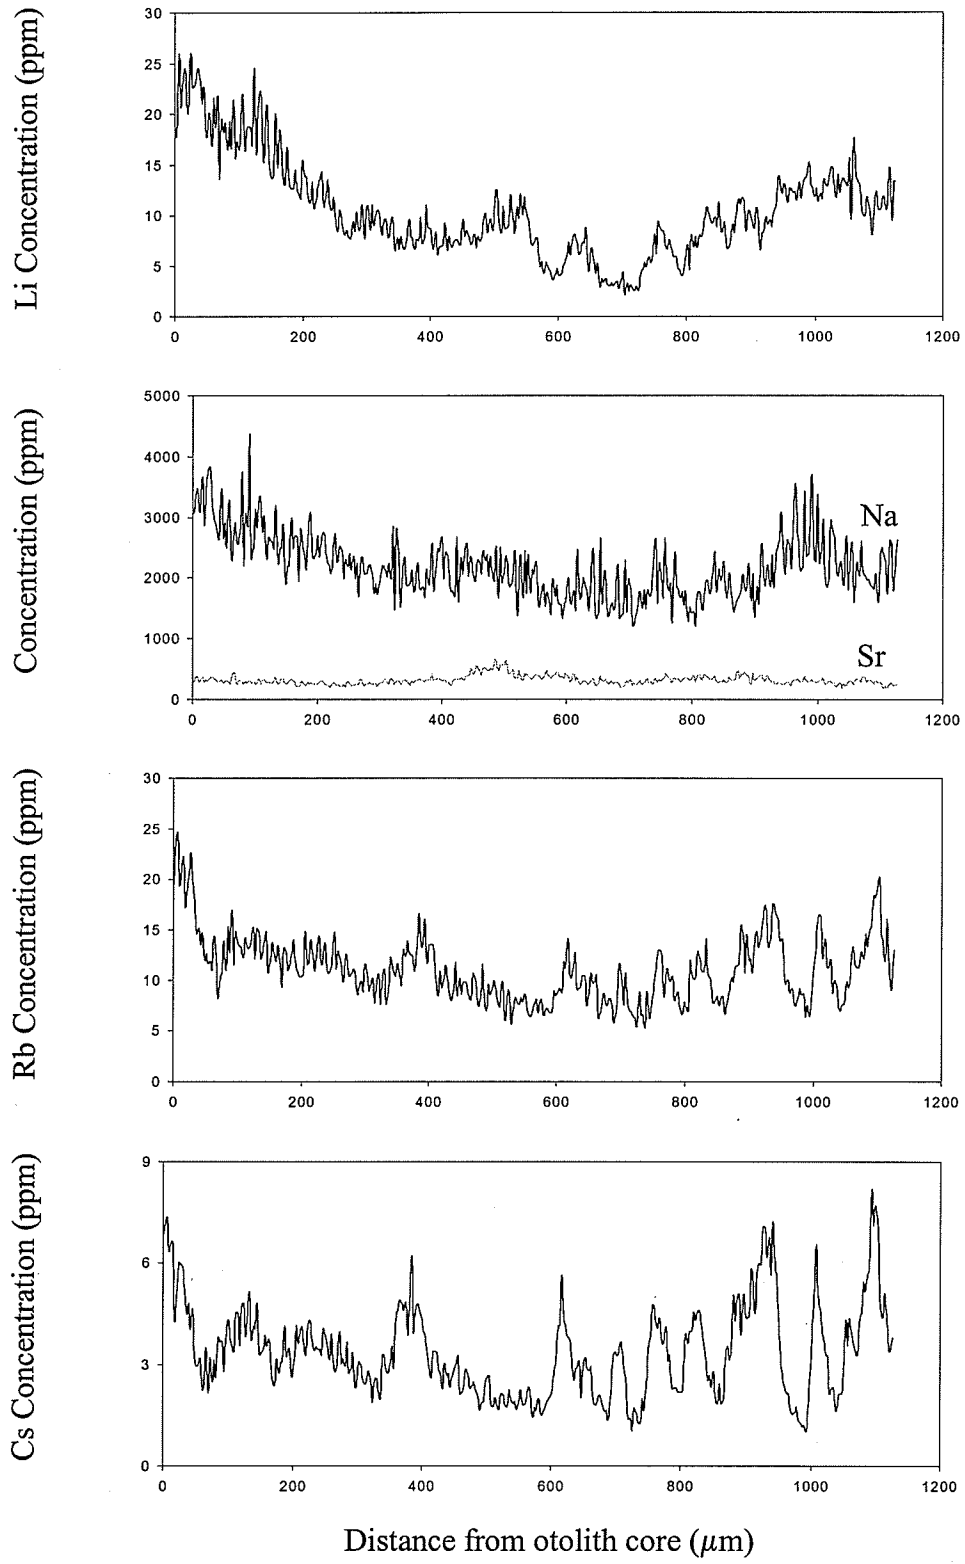 Li Concentration (ppm)
30
25
20
15
10
5
0
0 200 400 600 800 1000 1200
Concentration (ppm)
5000
4000
3000
2000
1000
0
Na
Sr
0 200 400 600 800 1000 1200
Rb Concentration (ppm)
30
25
20
15
10
5
0
0 200 400 600 800 1000 1200
Cs Concentration (ppm)
9
6
3
0
0 200 400 600 800 1000 1200
Distance from otolith core (μm)